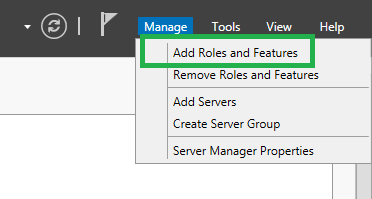 Manage Tools View Help
Add Roles and Features
Remove Roles and Features
Add Servers
Create Server Group
Server Manager Properties